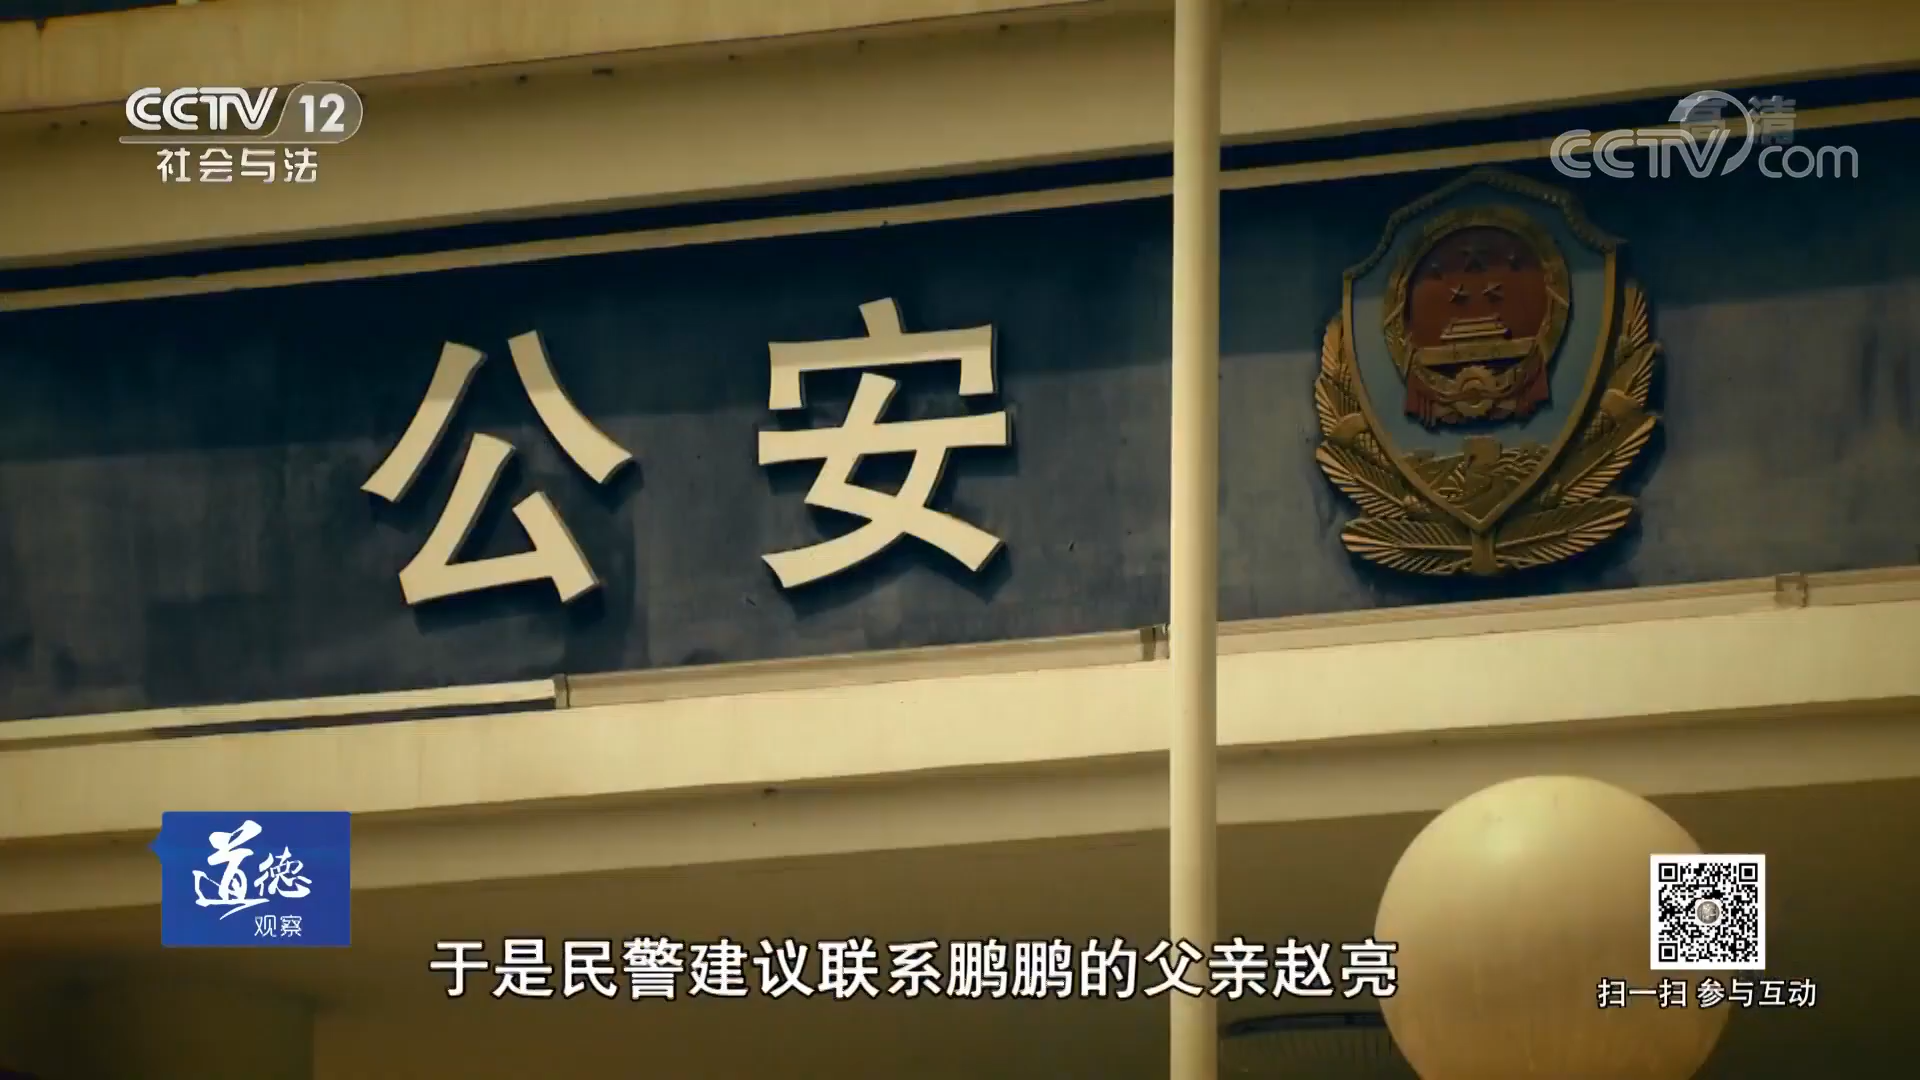 CCTV 12
社会与法
高清
CCTV.com
公安
道德
观察
于是民警建议联系鹏鹏的父亲赵亮
扫一扫 参与互动